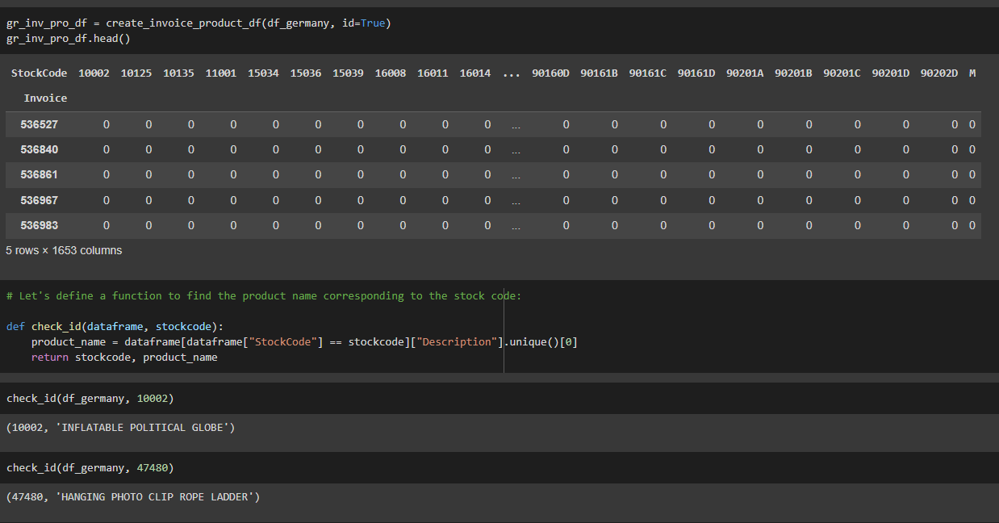 gr_inv_pro_df = create_invoice_product_df(df_germany, id=True)
gr_inv_pro_df.head()
StockCode 10002 10125 10135 11001 15034 15036 15039 16008 16011 16014 ... 90160D 90161B 90161C 90161D 90201A 90201B 90201C 90201D 90202D M
Invoice
536527 0 0 0 0 0 0 0 0 0 0 ... 0 0 0 0 0 0 0 0 0 0
536840 0 0 0 0 0 0 0 0 0 0 ... 0 0 0 0 0 0 0 0 0 0
536861 0 0 0 0 0 0 0 0 0 0 ... 0 0 0 0 0 0 0 0 0 0
536967 0 0 0 0 0 0 0 0 0 0 ... 0 0 0 0 0 0 0 0 0 0
536983 0 0 0 0 0 0 0 0 0 0 ... 0 0 0 0 0 0 0 0 0 0
5 rows × 1653 columns
# Let's define a function to find the product name corresponding to the stock code:
def check_id(dataframe, stockcode):
    product_name = dataframe[dataframe["StockCode"] == stockcode]["Description"].unique()[0]
    return stockcode, product_name
check_id(df_germany, 10002)
(10002, 'INFLATABLE POLITICAL GLOBE')
check_id(df_germany, 47480)
(47480, 'HANGING PHOTO CLIP ROPE LADDER')